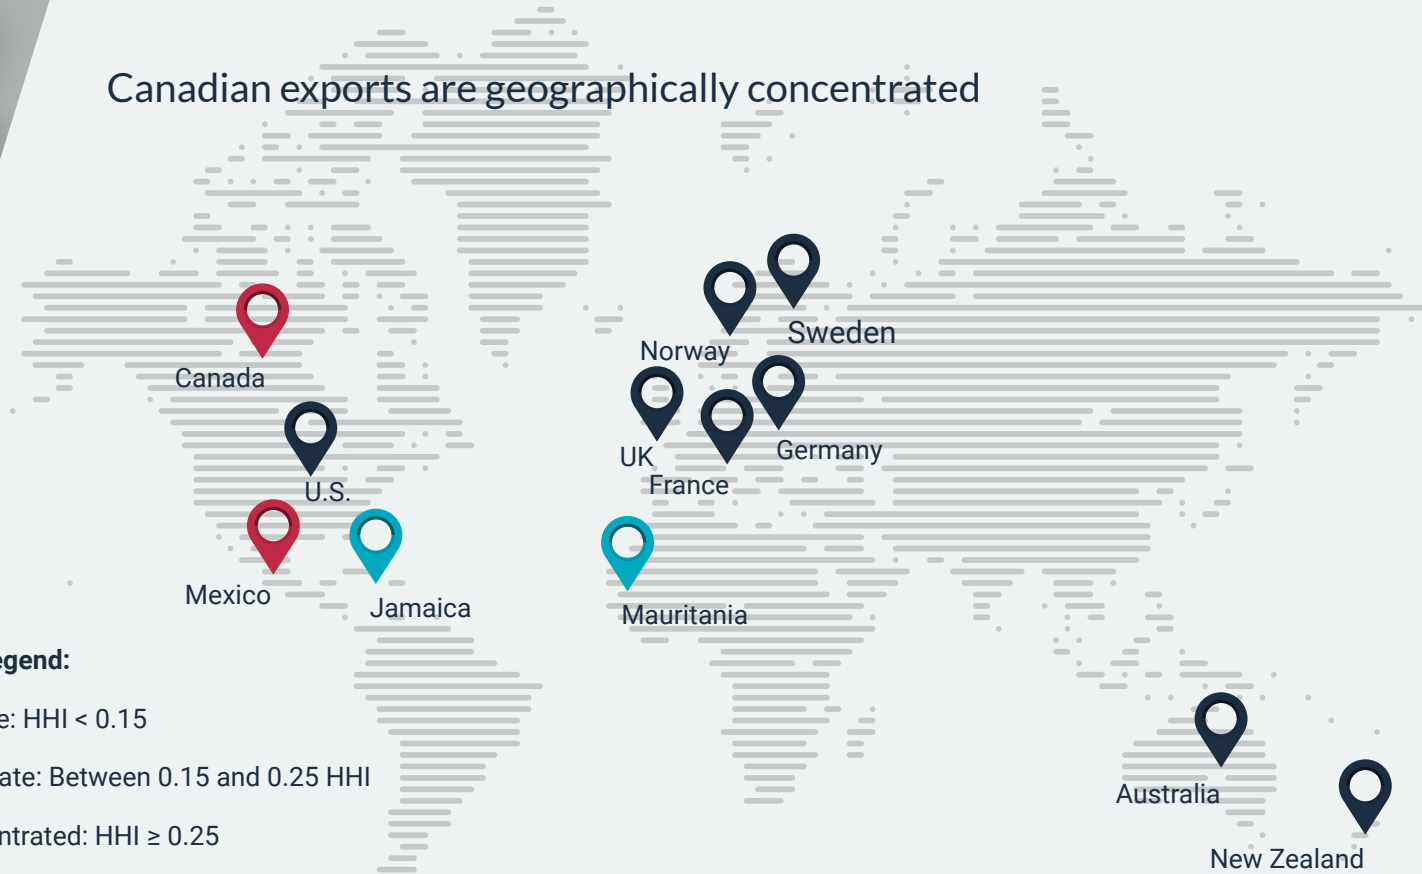 Canadian exports are geographically concentrated
Sweden
Norway
Canada
Germany
UK
France
U.S.
Mexico
Jamaica
Mauritania
egend:
e: HHI < 0.15
ate: Between 0.15 and 0.25 HHI
Australia
ntrated: HHI ≥ 0.25
New Zealand